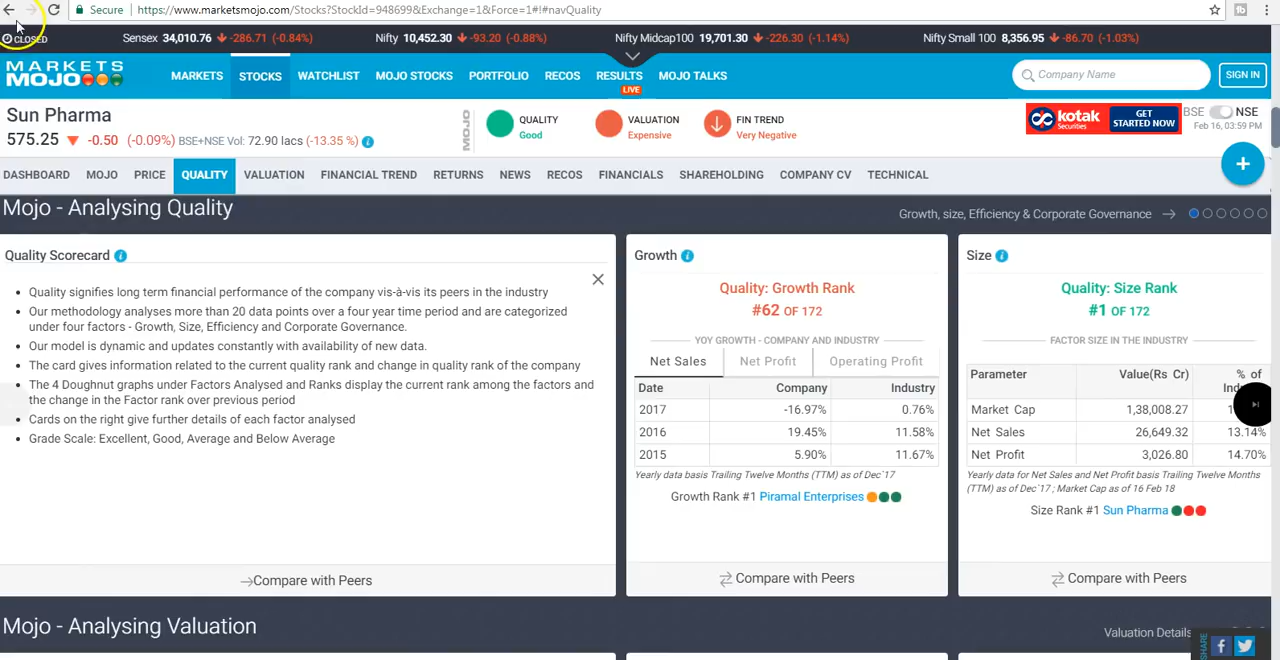 Secure https://www.marketsmojo.com/Stocks?StockId=948699&Exchange=1&Force=1#!#navQuality
CLOSED Sensex 34,010.76 -286.71 (-0.84%) Nifty 10,452.30 -93.20 (-0.88%) Nifty Midcap100 19,701.30 -226.30 (-1.14%) Nifty Small 100 8,356.95 -86.70 (-1.03%)
MARKETS
MOJO
MARKETS STOCKS WATCHLIST MOJO STOCKS PORTFOLIO RECOS RESULTS MOJO TALKS Company Name SIGN IN
LIVE
Sun Pharma
575.25 -0.50 (-0.09%) BSE+NSE Vol: 72.90 lacs (-13.35 %)
MOJO
QUALITY
Good
VALUATION
Expensive
FIN TREND
Very Negative
kotak
Securities
GET
STARTED NOW
BSE NSE
Feb 16, 03:59 PM
DASHBOARD MOJO PRICE QUALITY VALUATION FINANCIAL TREND RETURNS NEWS RECOS FINANCIALS SHAREHOLDING COMPANY CV TECHNICAL
Mojo - Analysing Quality
Growth, size, Efficiency & Corporate Governance
Quality Scorecard
• Quality signifies long term financial performance of the company vis-à-vis its peers in the industry
• Our methodology analyses more than 20 data points over a four year time period and are categorized
under four factors - Growth, Size, Efficiency and Corporate Governance.
• Our model is dynamic and updates constantly with availability of new data.
• The card gives information related to the current quality rank and change in quality rank of the company
• The 4 Doughnut graphs under Factors Analysed and Ranks display the current rank among the factors and
the change in the Factor rank over previous period
• Cards on the right give further details of each factor analysed
• Grade Scale: Excellent, Good, Average and Below Average
Compare with Peers
Growth
Quality: Growth Rank
#62 OF 172
YOY GROWTH - COMPANY AND INDUSTRY
Net Sales Net Profit Operating Profit
Date Company Industry
2017 -16.97% 0.76%
2016 19.45% 11.58%
2015 5.90% 11.67%
Yearly data basis Trailing Twelve Months (TTM) as of Dec'17
Growth Rank #1 Piramal Enterprises
Compare with Peers
Size
Quality: Size Rank
#1 OF 172
FACTOR SIZE IN THE INDUSTRY
Parameter Value(Rs Cr) % of
Market Cap 1,38,008.27
Net Sales 26,649.32 13.14%
Net Profit 3,026.80 14.70%
Yearly data for Net Sales and Net Profit basis Trailing Twelve Months
(TTM) as of Dec'17 ; Market Cap as of 16 Feb 18
Size Rank #1 Sun Pharma
Compare with Peers
Mojo - Analysing Valuation
Valuation Details
SHARE